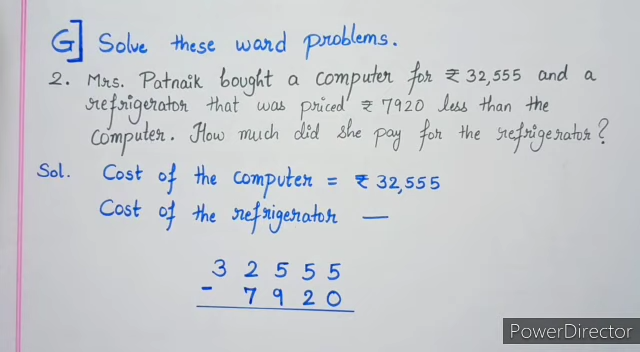 G] Solve these word problems.
2. Mrs. Patnaik bought a computer for ₹ 32,555 and a
refrigerator that was priced ₹ 7920 less than the
computer. How much did she pay for the refrigerator?
Sol. Cost of the computer = ₹ 32,555
Cost of the refrigerator —
3 2 5 5 5
- 7 9 2 0
PowerDirector